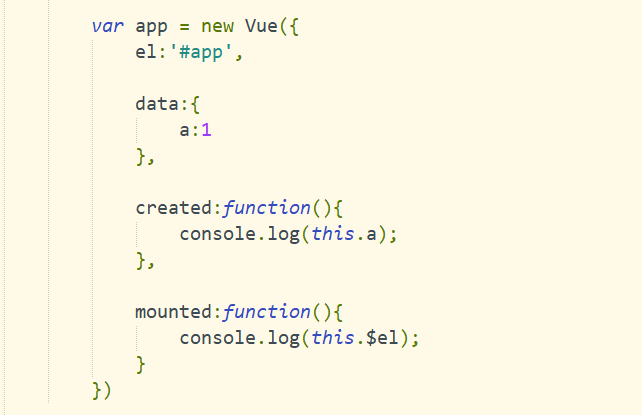 var app = new Vue({
el:'#app',
data:{
a:1
},
created:function(){
console.log(this.a);
},
mounted:function(){
console.log(this.$el);
}
})